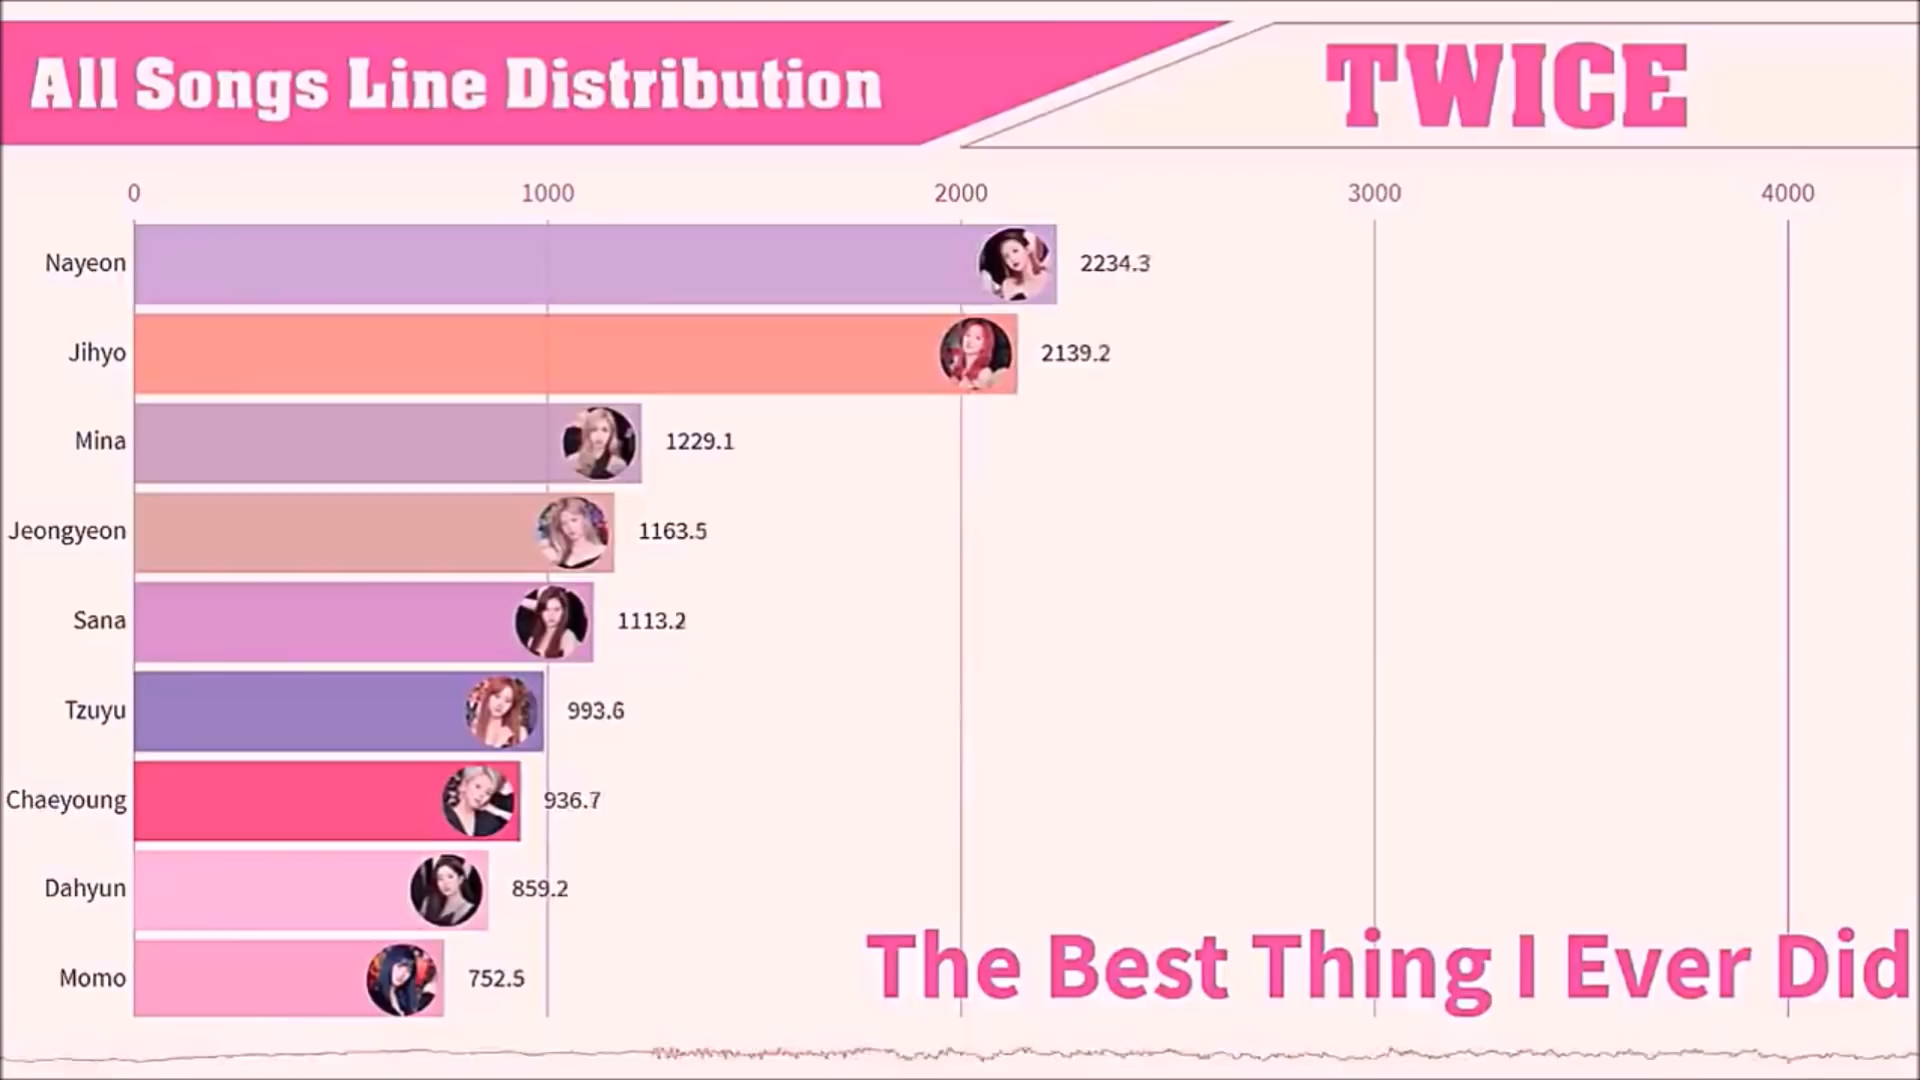 All Songs Line Distribution
TWICE
0 1000 2000 3000 4000
Nayeon 2234.3
Jihyo 2139.2
Mina 1229.1
Jeongyeon 1163.5
Sana 1113.2
Tzuyu 993.6
Chaeyoung 936.7
Dahyun 859.2
Momo 752.5
The Best Thing I Ever Did